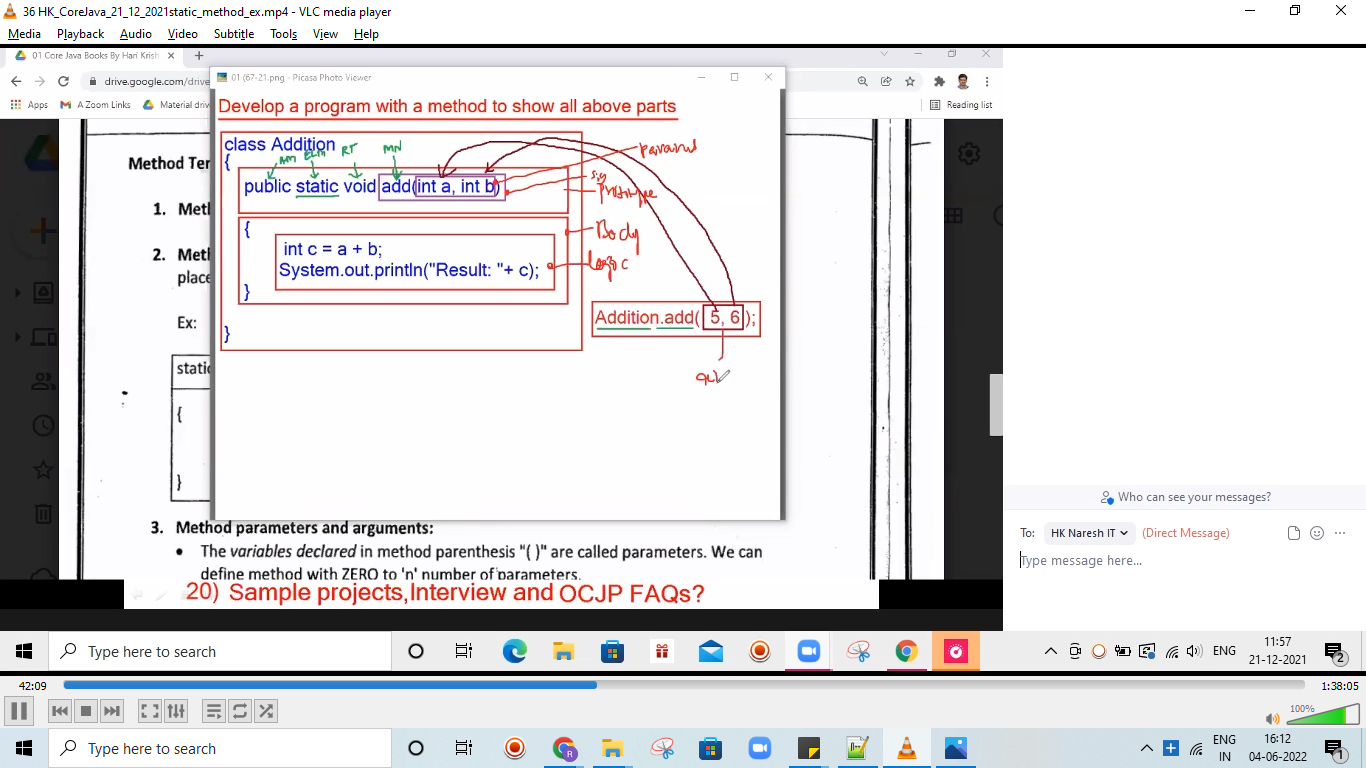 36 HK_CoreJava_21_12_2021static_method_ex.mp4 - VLC media player
Media Playback Audio Video Subtitle Tools View Help
01 Core Java Books By Hari Krish
drive.google.com/drive
Apps M A Zoom Links Material driv
Reading list
01 (67-21.png - Picasa Photo Viewer
Develop a program with a method to show all above parts
class Addition
{
AM ELM RT MN
param
public static void add(int a, int b)
sig
prototype
{
Body
int c = a + b;
System.out.println("Result: "+ c);
Logic
}
Addition.add( 5, 6 );
}
Method Ter
1. Metl
2. Metl
place
Ex:
static
{
}
3. Method parameters and arguments:
• The variables declared in method parenthesis "( )" are called parameters. We can
define method with ZERO to 'n' number of parameters.
20) Sample projects,Interview and OCJP FAQs?
Who can see your messages?
To: HK Naresh IT (Direct Message)
Type message here...
Type here to search
ENG
11:57
21-12-2021
2
42:09
1:38:05
100%
Type here to search
R
ENG
IN
16:12
04-06-2022
1